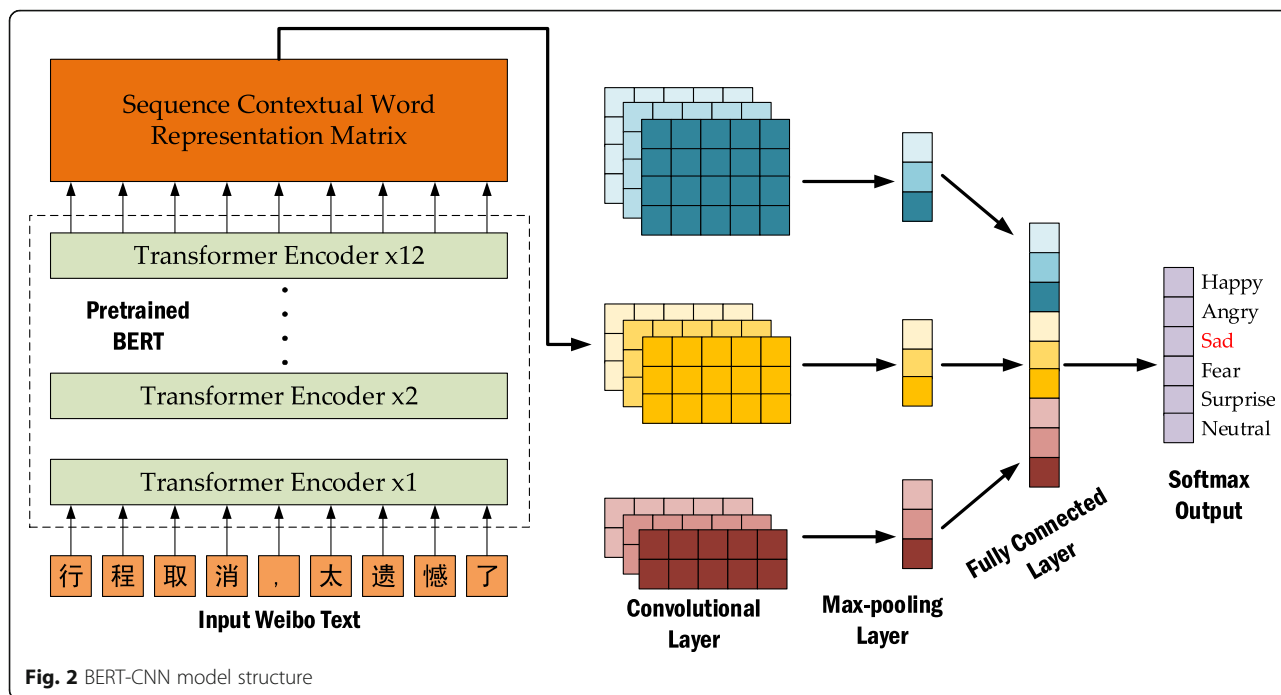 Sequence Contextual Word
Representation Matrix
Transformer Encoder x12
Pretrained
BERT
Transformer Encoder x2
Transformer Encoder x1
行程取消，太遗憾了
Input Weibo Text
Convolutional
Layer
Max-pooling
Layer
Fully Connected
Layer
Happy
Angry
Sad
Fear
Surprise
Neutral
Softmax
Output
Fig. 2 BERT-CNN model structure